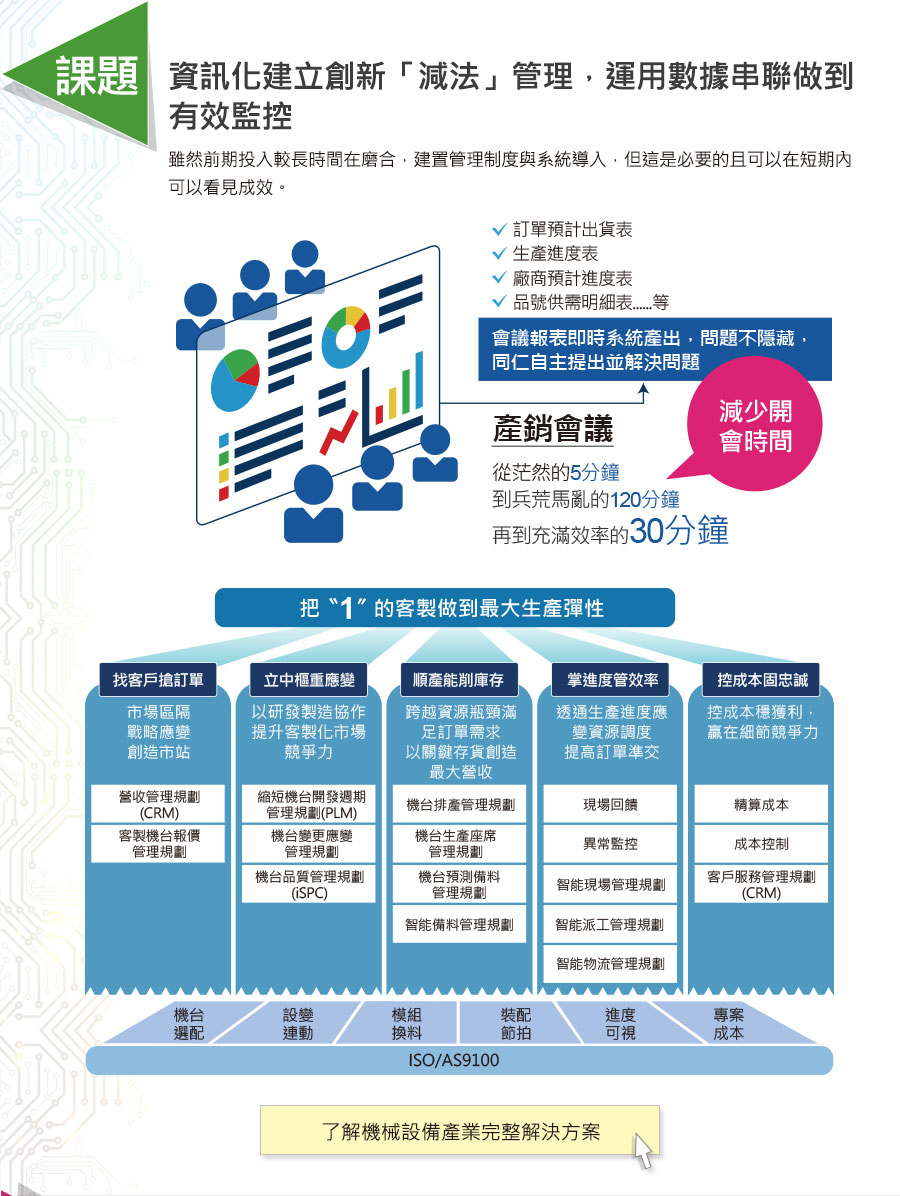 課題
資訊化建立創新「減法」管理，運用數據串聯做到
有效監控
雖然前期投入較長時間在磨合，建置管理制度與系統導入，但這是必要的且可以在短期內
可以看見成效。
訂單預計出貨表
生產進度表
廠商預計進度表
品號供需明細表......等
會議報表即時系統產出，問題不隱藏，
同仁自主提出並解決問題
減少開
會時間
產銷會議
從茫然的5分鐘
到兵荒馬亂的120分鐘
再到充滿效率的30分鐘
把〝1〞的客製做到最大生產彈性
找客戶搶訂單
市場區隔
戰略應變
創造市站
營收管理規劃
(CRM)
客製機台報價
管理規劃
立中樞重應變
以研發製造協作
提升客製化市場
競爭力
縮短機台開發週期
管理規劃(PLM)
機台變更應變
管理規劃
機台品質管理規劃
(iSPC)
順產能削庫存
跨越資源瓶頸滿
足訂單需求
以關鍵存貨創造
最大營收
機台排產管理規劃
機台生產座席
管理規劃
機台預測備料
管理規劃
智能備料管理規劃
掌進度管效率
透通生產進度應
變資源調度
提高訂單準交
現場回饋
異常監控
智能現場管理規劃
智能派工管理規劃
智能物流管理規劃
控成本固忠誠
控成本穩獲利，
贏在細節競爭力
精算成本
成本控制
客戶服務管理規劃
(CRM)
機台
選配
設變
連動
模組
換料
裝配
節拍
進度
可視
專案
成本
ISO/AS9100
了解機械設備產業完整解決方案